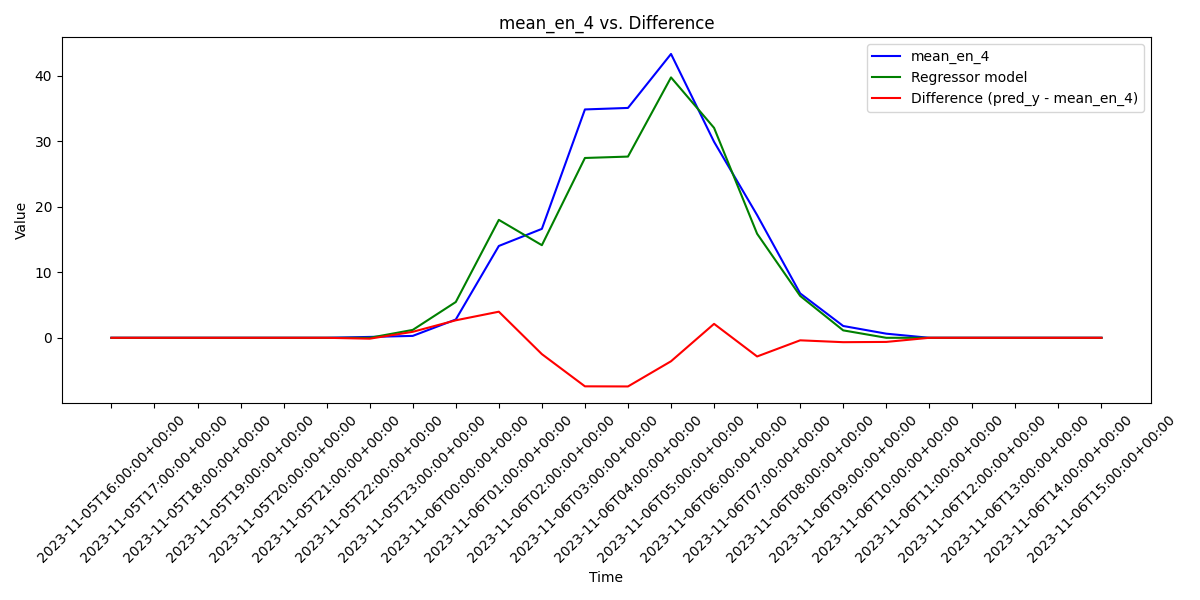 mean_en_4 vs. Difference
mean_en_4
Regressor model
Difference (pred_y - mean_en_4)
Value
40
30
20
10
0
2023-11-05T16:00:00+00:00
2023-11-05T17:00:00+00:00
2023-11-05T18:00:00+00:00
2023-11-05T19:00:00+00:00
2023-11-05T20:00:00+00:00
2023-11-05T21:00:00+00:00
2023-11-05T22:00:00+00:00
2023-11-05T23:00:00+00:00
2023-11-06T00:00:00+00:00
2023-11-06T01:00:00+00:00
2023-11-06T02:00:00+00:00
2023-11-06T03:00:00+00:00
2023-11-06T04:00:00+00:00
2023-11-06T05:00:00+00:00
2023-11-06T06:00:00+00:00
2023-11-06T07:00:00+00:00
2023-11-06T08:00:00+00:00
2023-11-06T09:00:00+00:00
2023-11-06T10:00:00+00:00
2023-11-06T11:00:00+00:00
2023-11-06T12:00:00+00:00
2023-11-06T13:00:00+00:00
2023-11-06T14:00:00+00:00
2023-11-06T15:00:00+00:00
Time